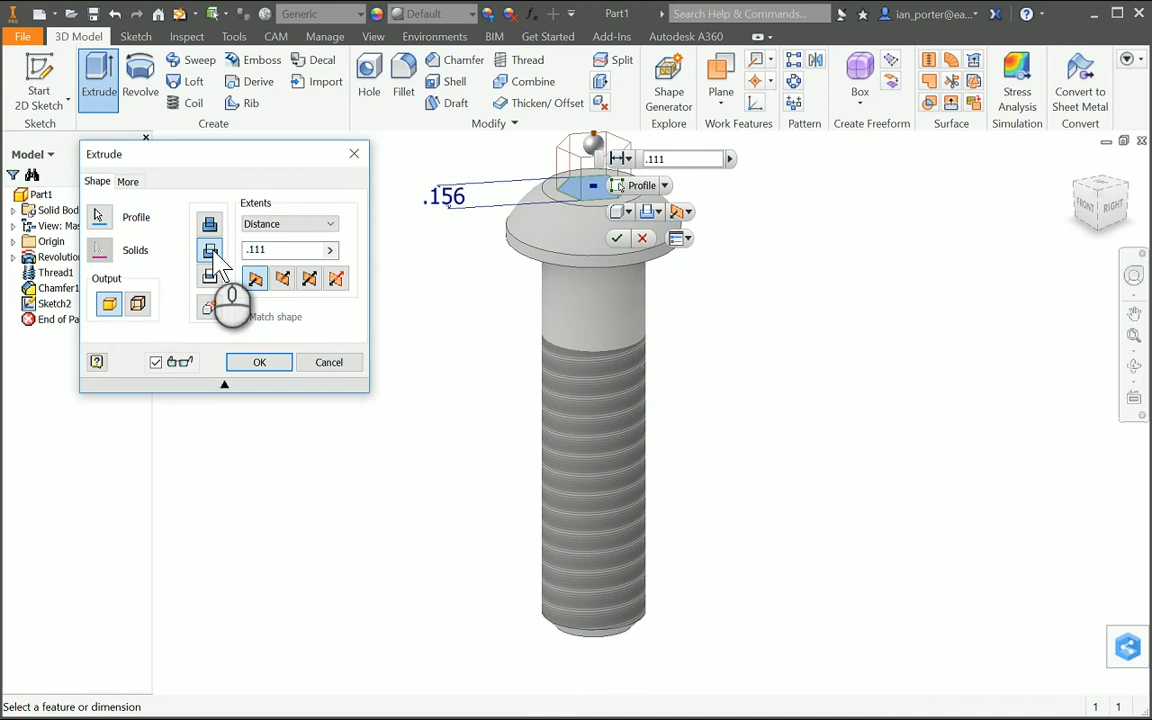 PRO
Generic
Default
Part1
Search Help & Commands...
ian_porter@ea...
File
3D Model
Sketch
Inspect
Tools
CAM
Manage
View
Environments
BIM
Get Started
Add-Ins
Autodesk A360
Start
2D Sketch
Extrude
Revolve
Sweep
Emboss
Decal
Loft
Derive
Import
Coil
Rib
Hole
Fillet
Chamfer
Thread
Split
Shell
Combine
Draft
Thicken/ Offset
Shape
Generator
Plane
Box
Stress
Analysis
Convert to
Sheet Metal
Sketch
Create
Modify
Explore
Work Features
Pattern
Create Freeform
Surface
Simulation
Convert
Model
Part1
Solid Bod
View: Mas
Origin
Revolution
Thread1
Chamfer1
Sketch2
End of Pa
Extrude
Shape
More
Profile
Solids
Output
Extents
Distance
.111
Match shape
OK
Cancel
.156
.111
Profile
FRONT
RIGHT
Select a feature or dimension
1
1